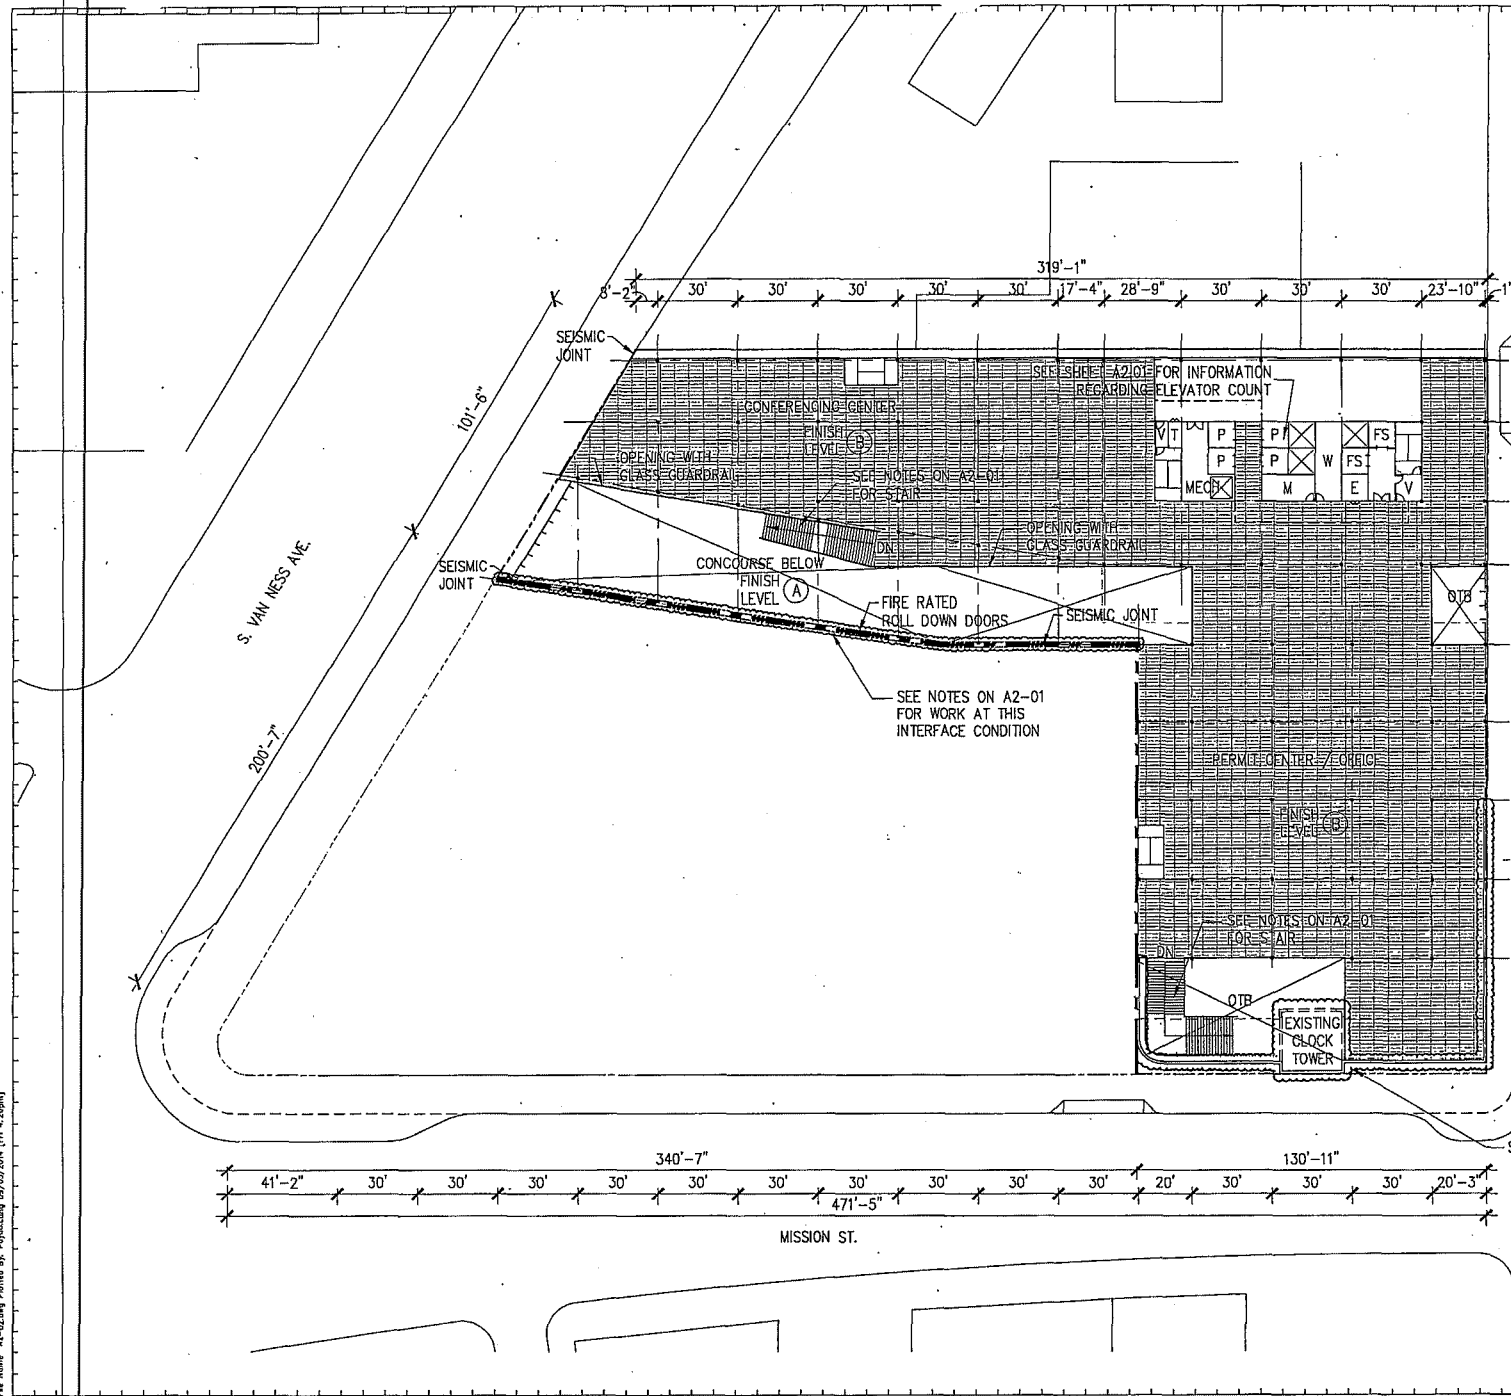 319'-1"
8'-2" 30' 30' 30' 30' 30' 17'-4" 28'-9" 30' 30' 30' 23'-10" 1'
SEISMIC
JOINT
SEE SHEET A2-01 FOR INFORMATION
REGARDING ELEVATOR COUNT
101'-6"
CONFERENCING CENTER
FINISH
LEVEL B
V T P P P FS
P P W FS
MECH M E V
OPENING WITH
GLASS GUARDRAIL
SEE NOTES ON A2-01
FOR STAIR
DN
OPENING WITH
GLASS GUARDRAIL
S. VAN NESS AVE.
SEISMIC
JOINT
CONCOURSE BELOW
FINISH
LEVEL A
FIRE RATED
ROLL DOWN DOORS
SEISMIC JOINT
OTB
SEE NOTES ON A2-01
FOR WORK AT THIS
INTERFACE CONDITION
200'-7"
PERMIT CENTER / OFFICE
FINISH
LEVEL B
SEE NOTES ON A2-01
FOR STAIR
DN
OTB
EXISTING
CLOCK
TOWER
340'-7" 130'-11"
41'-2" 30' 30' 30' 30' 30' 30' 30' 30' 30' 30' 20' 30' 30' 30' 20'-3"
471'-5"
MISSION ST.